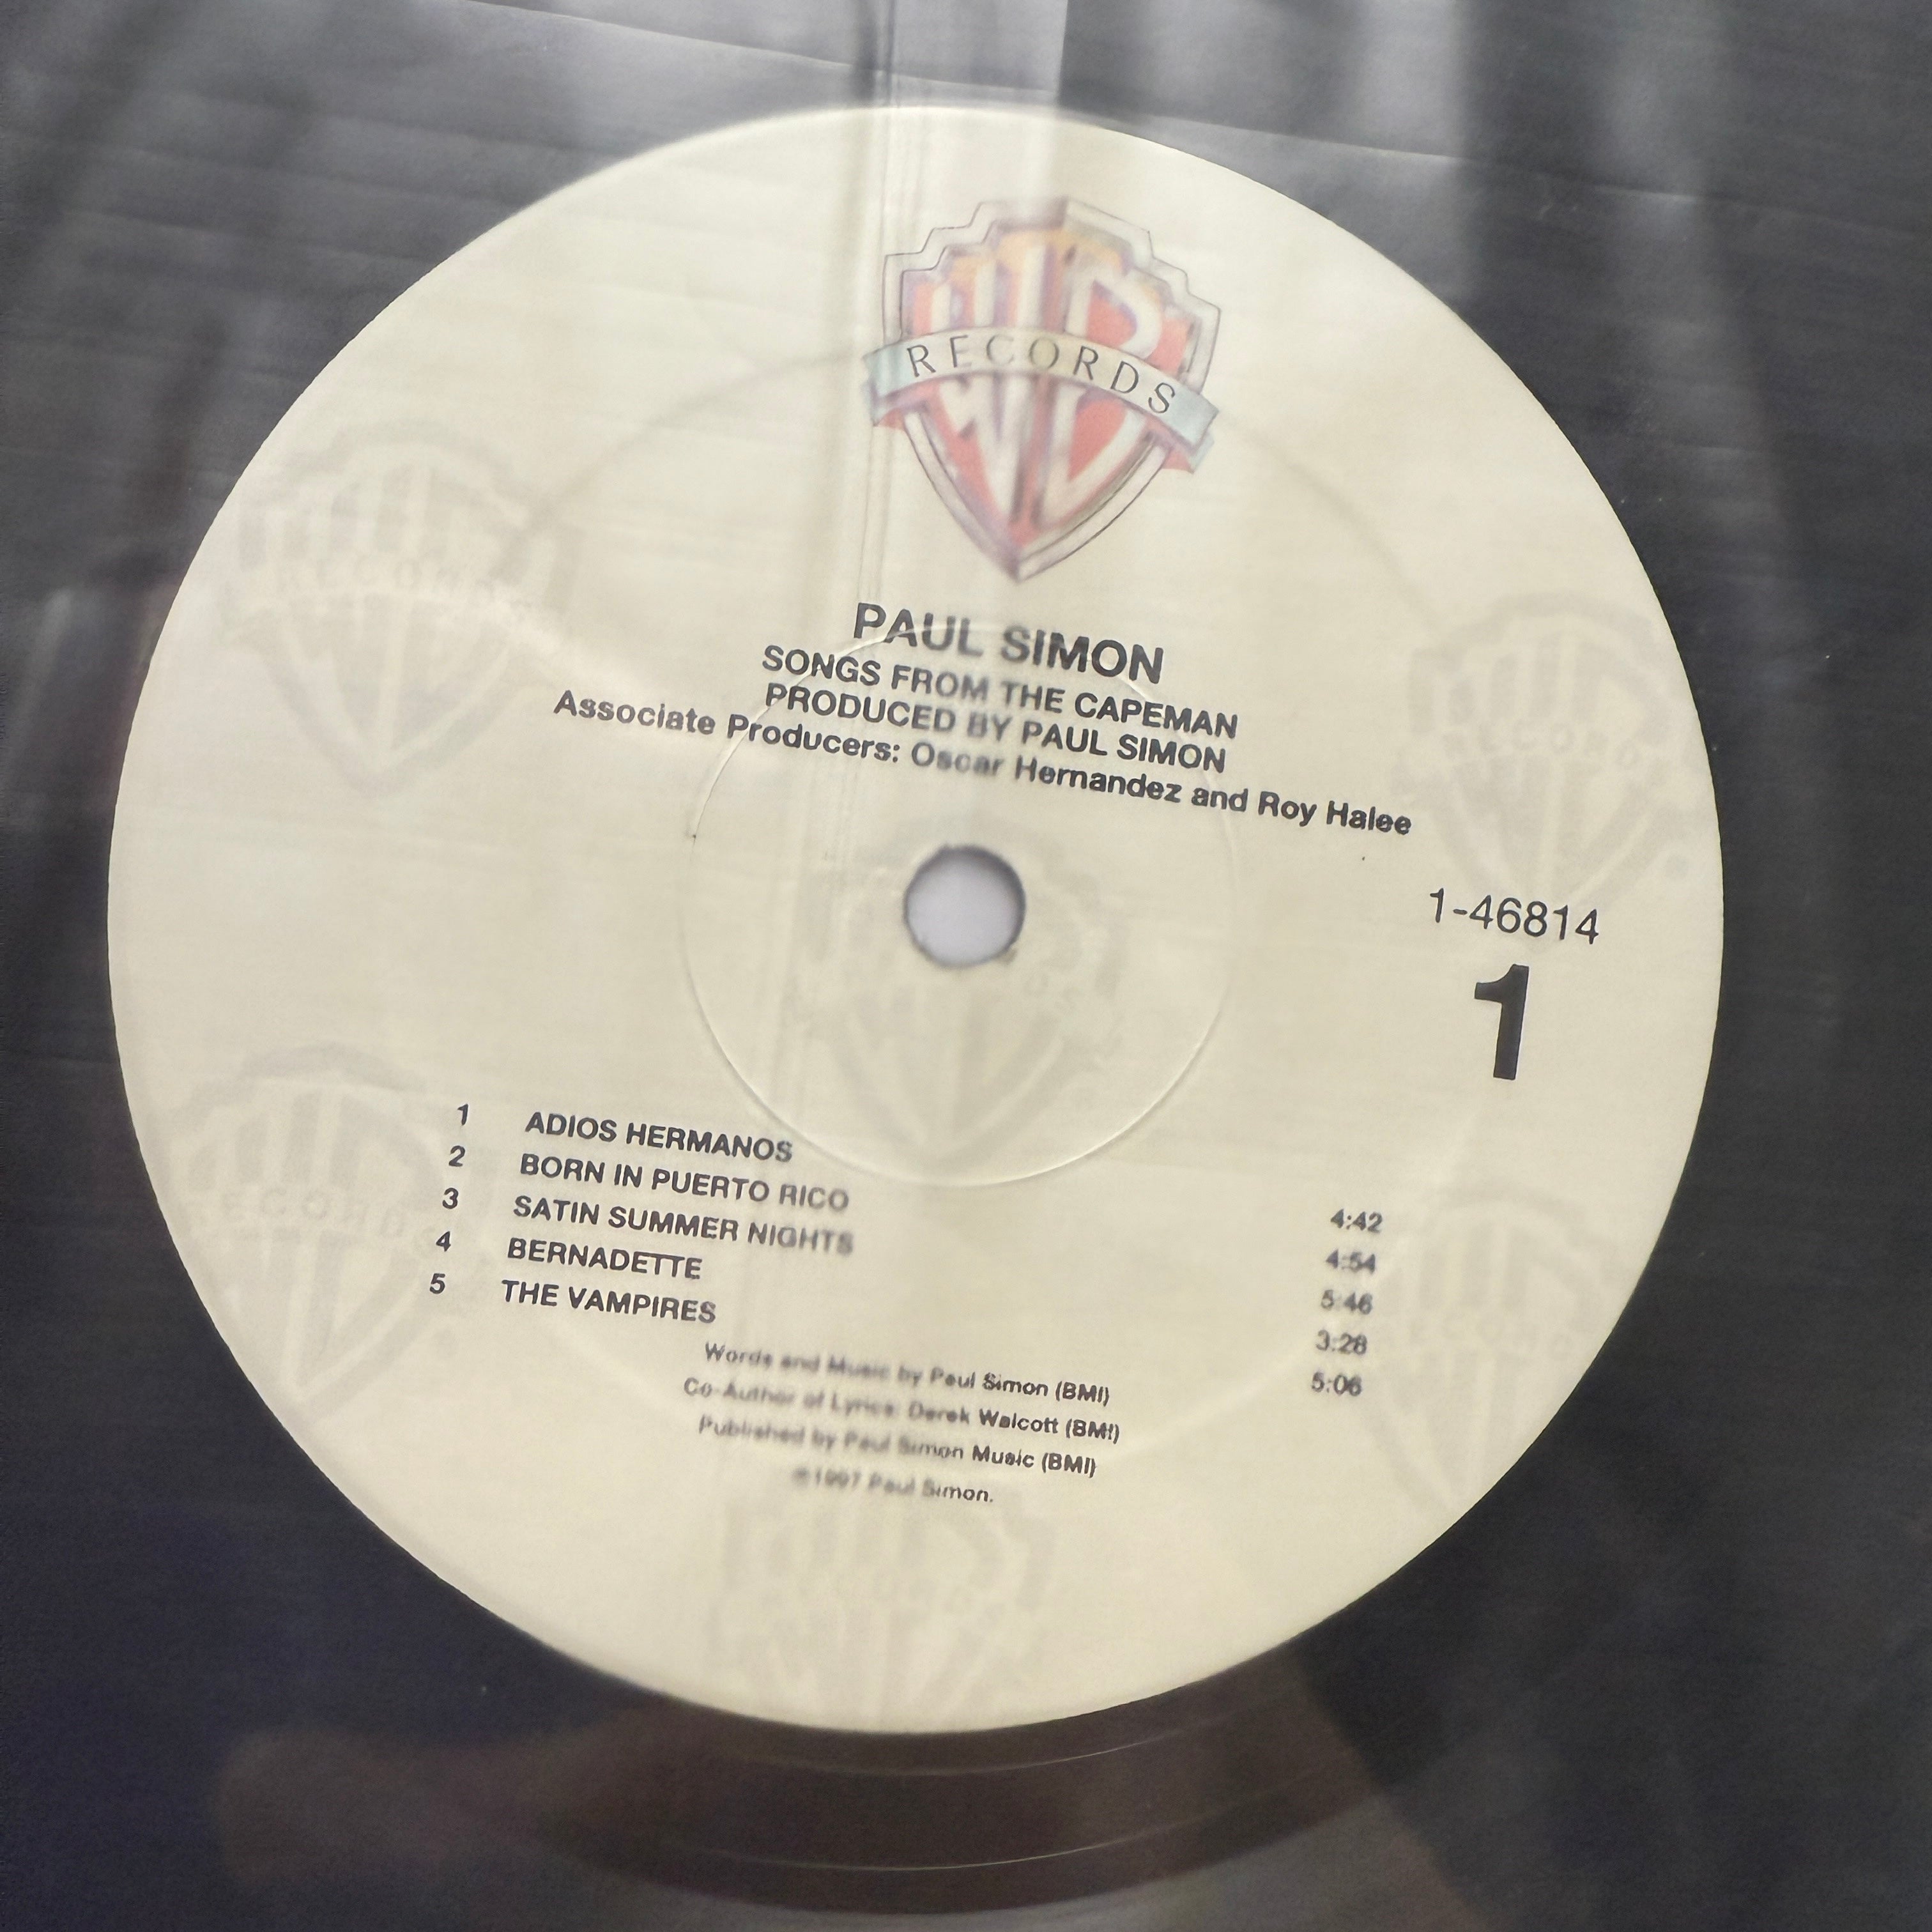 WB
RECORDS
PAUL SIMON
SONGS FROM THE CAPEMAN
PRODUCED BY PAUL SIMON
Associate Producers: Oscar Hernandez and Roy Halee
1-46814
1
1 ADIOS HERMANOS 4:42
2 BORN IN PUERTO RICO 4:54
3 SATIN SUMMER NIGHTS 5:46
4 BERNADETTE 3:28
5 THE VAMPIRES 5:06
Words and Music by Paul Simon (BMI)
Co-Author of Lyrics: Derek Walcott (BMI)
Published by Paul Simon Music (BMI)
©1997 Paul Simon.